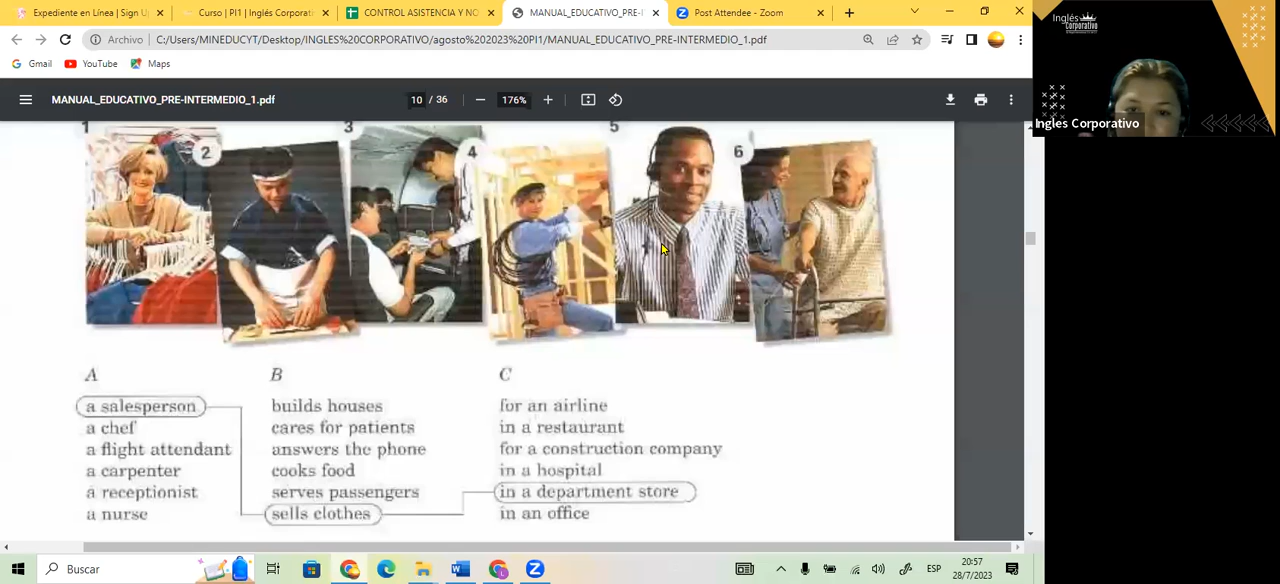 Expediente en Línea | Sign U
Curso | PI1 | Inglés Corporati
CONTROL ASISTENCIA Y NO
MANUAL_EDUCATIVO_PRE-I
Post Attendee - Zoom
Archivo
C:/Users/MINEDUCYT/Desktop/INGLES%20CORPORATIVO/agosto%202023%20PI1/MANUAL_EDUCATIVO_PRE-INTERMEDIO_1.pdf
Gmail YouTube Maps
MANUAL_EDUCATIVO_PRE-INTERMEDIO_1.pdf
10 / 36
176%
Inglés
Corporativo
Ingles Corporativo
1 2 3 4 5 6
A B C
a salesperson builds houses for an airline
a chef cares for patients in a restaurant
a flight attendant answers the phone for a construction company
a carpenter cooks food in a hospital
a receptionist serves passengers in a department store
a nurse sells clothes in an office
Buscar
ESP
20:57
28/7/2023